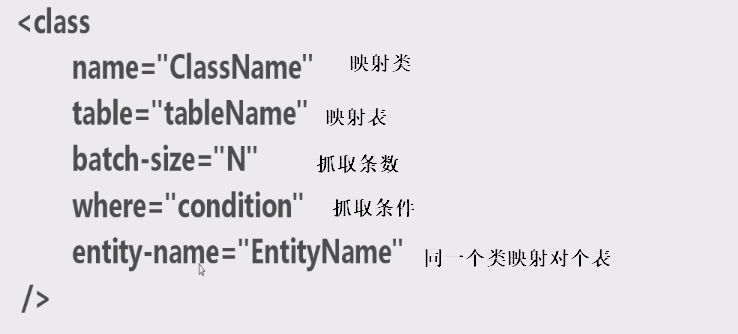 <class
name="ClassName" 映射类
table="tableName" 映射表
batch-size="N" 抓取条数
where="condition" 抓取条件
entity-name="EntityName" 同一个类映射对个表
/>